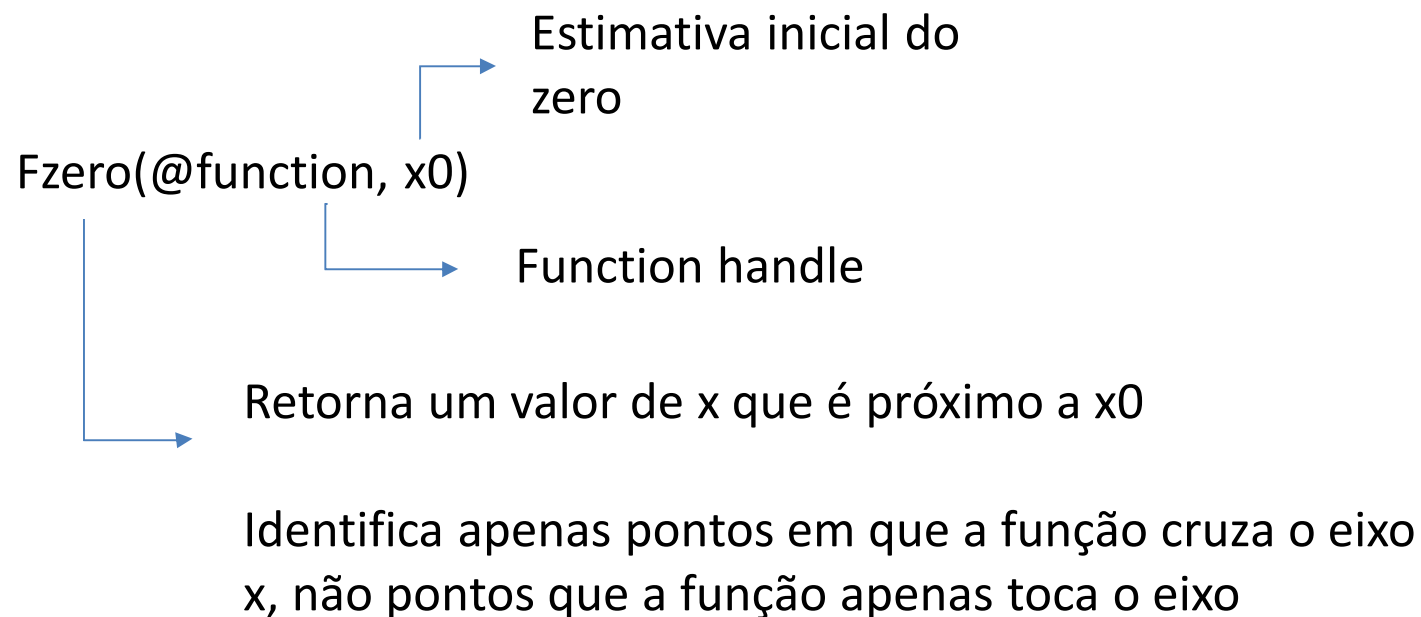 Estimativa inicial do
zero
Fzero(@function, x0)
Function handle
Retorna um valor de x que é próximo a x0
Identifica apenas pontos em que a função cruza o eixo
x, não pontos que a função apenas toca o eixo